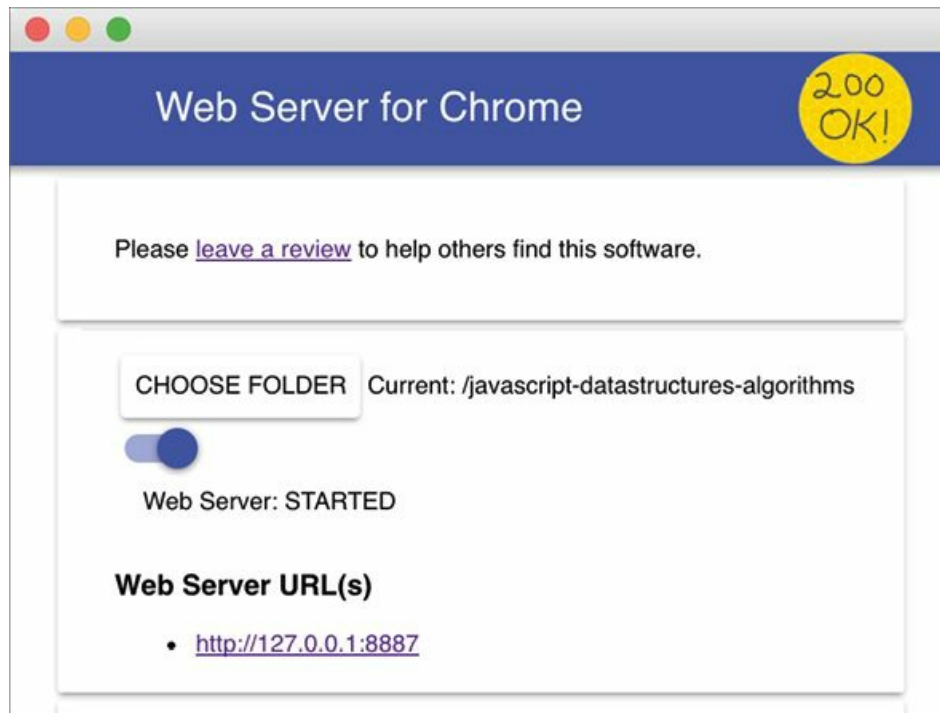 Web Server for Chrome
200
OK!
Please leave a review to help others find this software.
CHOOSE FOLDER Current: /javascript-datastructures-algorithms
Web Server: STARTED
Web Server URL(s)
• http://127.0.0.1:8887